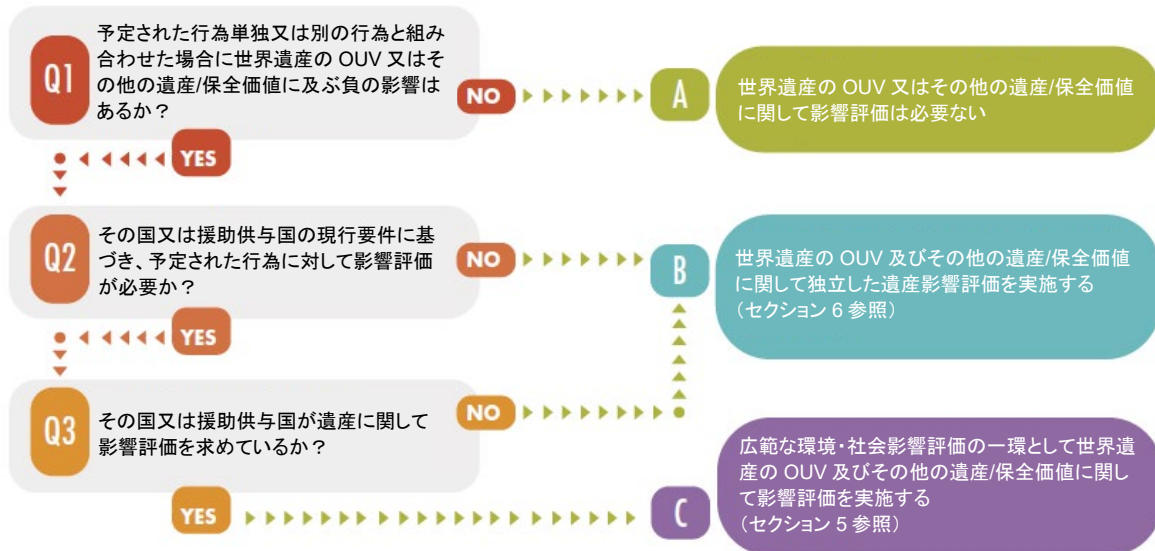 Q1
予定された行為単独又は別の行為と組み
合わせた場合に世界遺産の OUV 又はそ
の他の遺産/保全価値に及ぶ負の影響は
あるか？
NO
A
世界遺産の OUV 又はその他の遺産/保全価値
に関して影響評価は必要ない
YES
Q2
その国又は援助供与国の現行要件に基
づき、予定された行為に対して影響評価
が必要か？
NO
B
世界遺産の OUV 及びその他の遺産/保全価値
に関して独立した遺産影響評価を実施する
（セクション 6 参照）
YES
Q3
その国又は援助供与国が遺産に関して
影響評価を求めているか？
NO
YES
C
広範な環境・社会影響評価の一環として世界遺
産の OUV 及びその他の遺産/保全価値に関し
て影響評価を実施する
（セクション 5 参照）